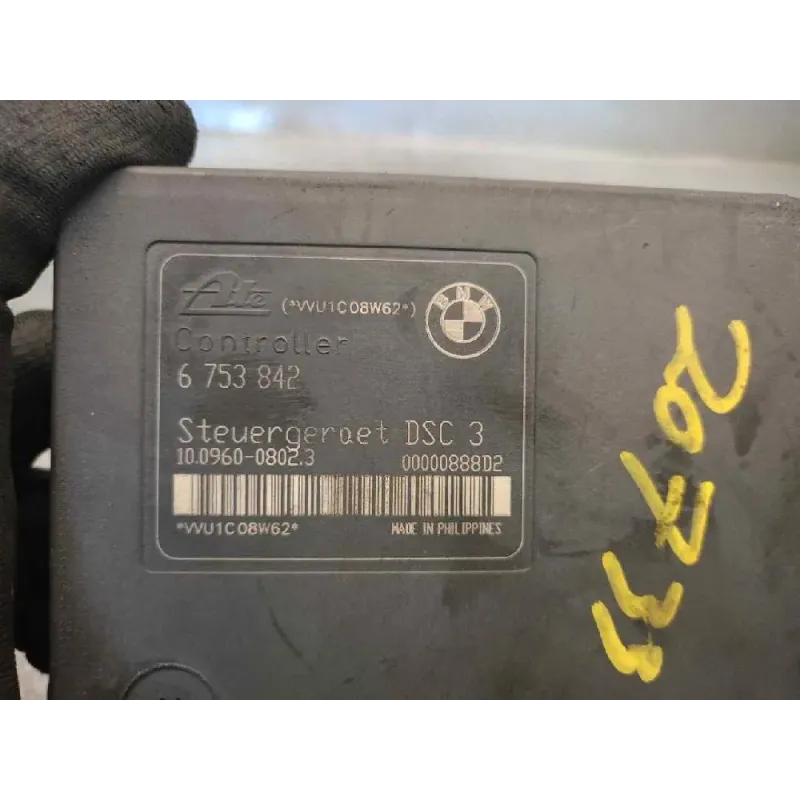 Ate (*VVU1C08W62*)
BMW
Controller
6 753 842
Steuergeraet DSC 3
10.0960-0802.3 00000888D2
*VVU1C08W62*
MADE IN PHILIPPINES